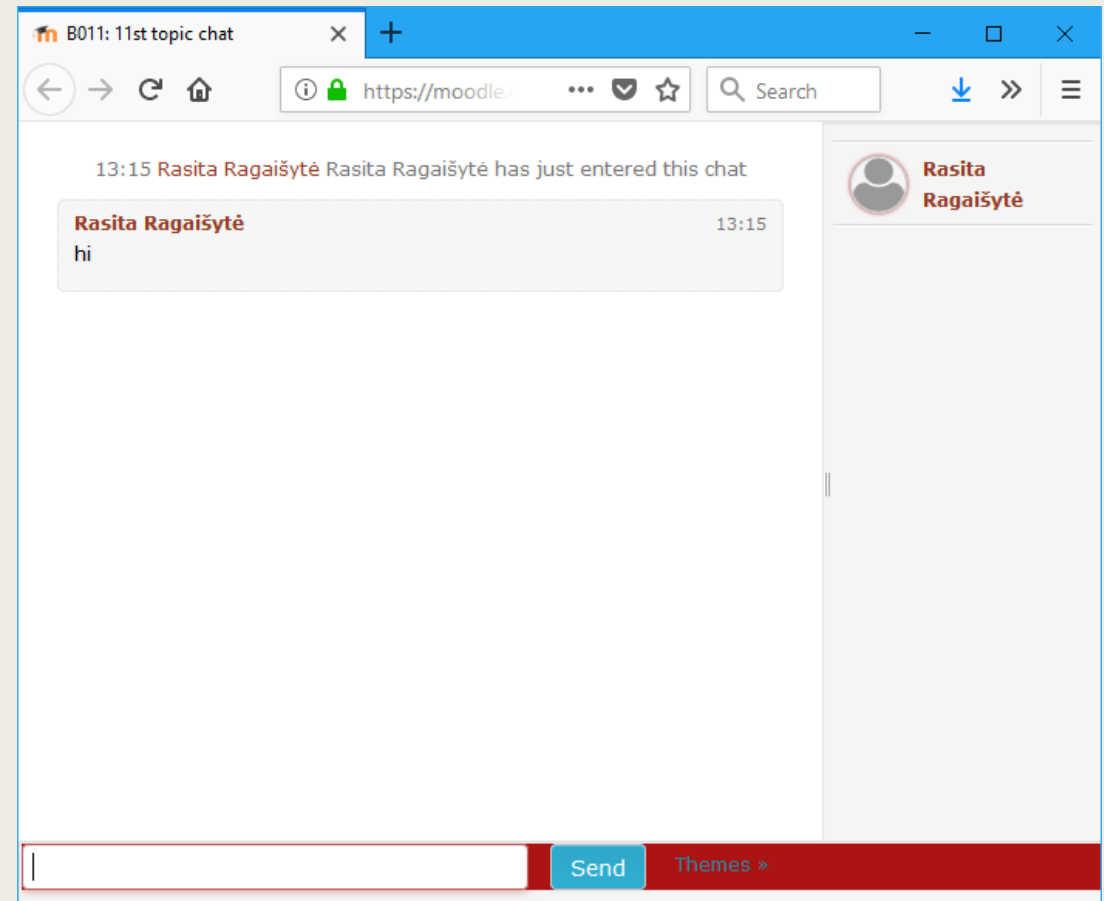 B011: 11st topic chat
https://moodle.
Search
13:15 Rasita Ragaišytė Rasita Ragaišytė has just entered this chat
Rasita Ragaišytė 13:15
hi
Rasita
Ragaišytė
Send Themes »